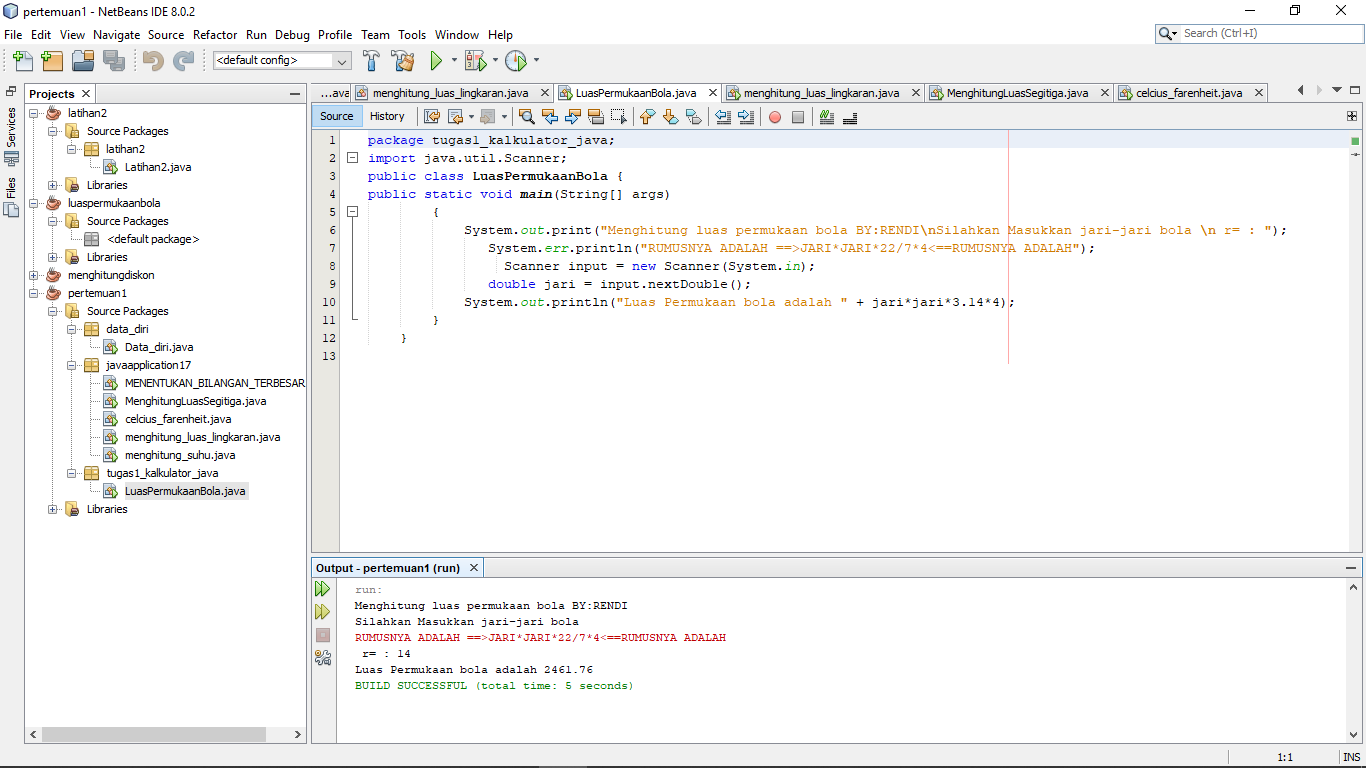 pertemuan1 - NetBeans IDE 8.0.2
File Edit View Navigate Source Refactor Run Debug Profile Team Tools Window Help
Search (Ctrl+I)
<default config>
Services
Files
Projects
latihan2
Source Packages
latihan2
Latihan2.java
Libraries
luaspermukaanbola
Source Packages
<default package>
Libraries
menghitungdiskon
pertemuan1
Source Packages
data_diri
Data_diri.java
javaapplication17
MENENTUKAN_BILANGAN_TERBESAR
MenghitungLuasSegitiga.java
celcius_farenheit.java
menghitung_luas_lingkaran.java
menghitung_suhu.java
tugas1_kalkulator_java
LuasPermukaanBola.java
Libraries
...ava menghitung_luas_lingkaran.java LuasPermukaanBola.java menghitung_luas_lingkaran.java MenghitungLuasSegitiga.java celcius_farenheit.java
Source History
1 package tugas1_kalkulator_java;
2 import java.util.Scanner;
3 public class LuasPermukaanBola {
4 public static void main(String[] args)
5 {
6 System.out.print("Menghitung luas permukaan bola BY:RENDI\nSilahkan Masukkan jari-jari bola \n r= : ");
7 System.err.println("RUMUSNYA ADALAH ==>JARI*JARI*22/7*4<==RUMUSNYA ADALAH");
8 Scanner input = new Scanner(System.in);
9 double jari = input.nextDouble();
10 System.out.println("Luas Permukaan bola adalah " + jari*jari*3.14*4);
11 }
12 }
13
Output - pertemuan1 (run)
run:
Menghitung luas permukaan bola BY:RENDI
Silahkan Masukkan jari-jari bola
RUMUSNYA ADALAH ==>JARI*JARI*22/7*4<==RUMUSNYA ADALAH
r= : 14
Luas Permukaan bola adalah 2461.76
BUILD SUCCESSFUL (total time: 5 seconds)
1:1 INS